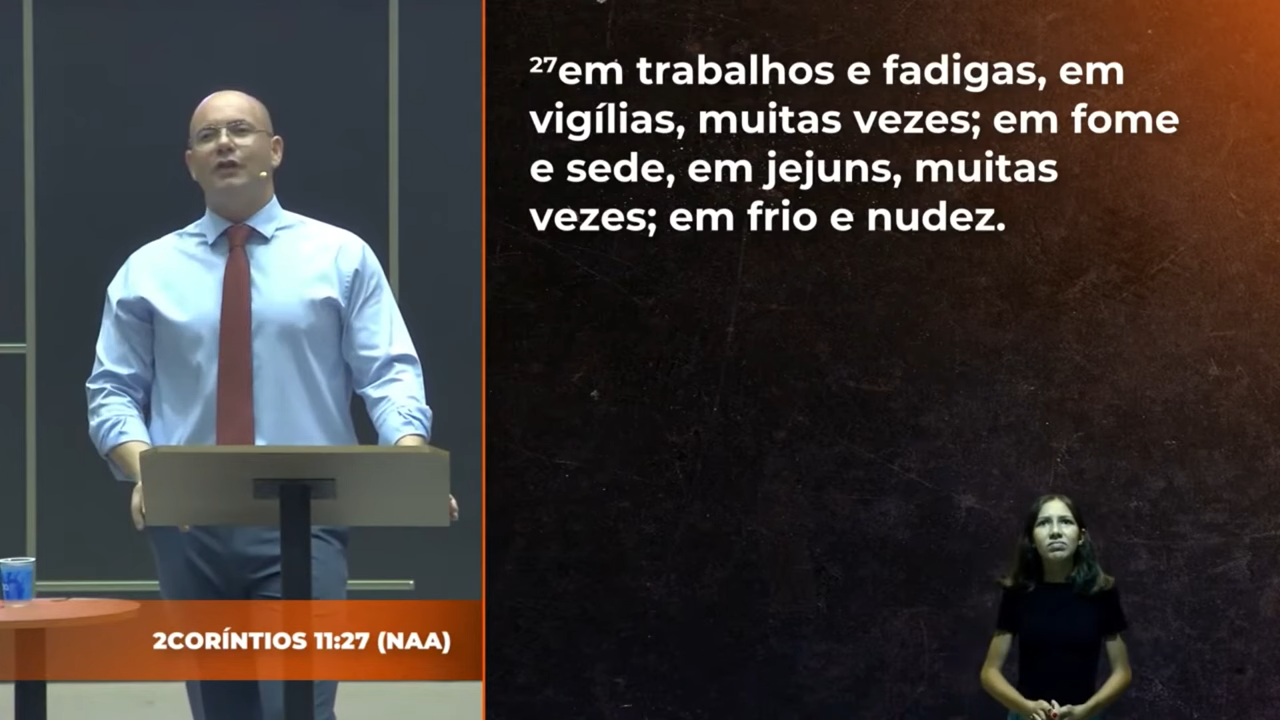 ²⁷em trabalhos e fadigas, em
vigílias, muitas vezes; em fome
e sede, em jejuns, muitas
vezes; em frio e nudez.
2CORÍNTIOS 11:27 (NAA)